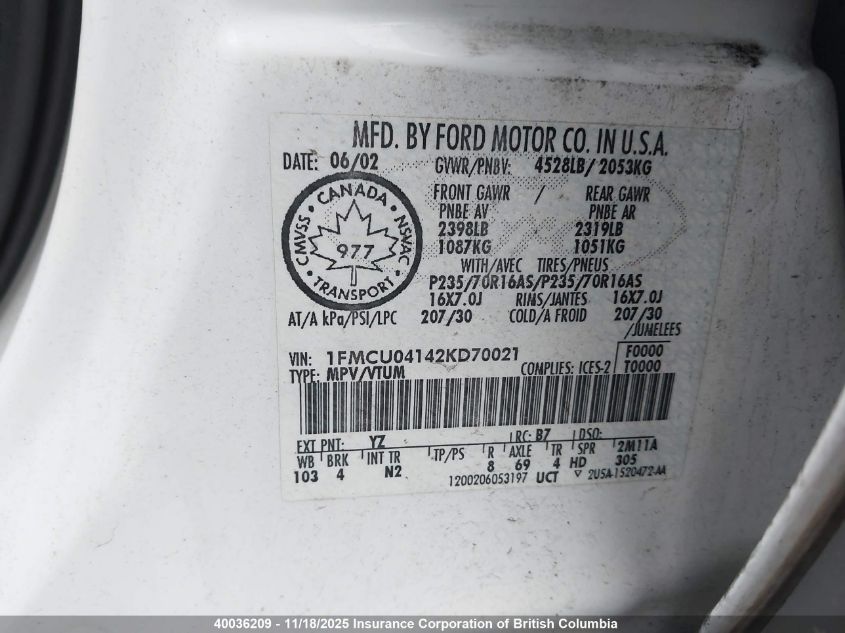 MFD. BY FORD MOTOR CO. IN U.S.A.
DATE: 06/02 GVWR/PNBV: 4528LB/ 2053KG
FRONT GAWR / REAR GAWR
PNBE AV PNBE AR
2398LB 2319LB
1087KG 1051KG
WITH/AVEC TIRES/PNEUS
P235/70R16AS/P235/70R16AS
16X7.0J RINS/JANTES 16X7.0J
AT/A kPa/PSI/LPC 207/30 COLD/A FROID 207/30
/JUMELEES
CANADA
CMVSS NSVAC
977
TRANSPORT
VIN: 1FMCU04142KD70021 F0000
TYPE: MPV/VTUM COMPLIES: ICES-2 T0000
EXT PNT: YZ RC: B7 DSO:
WB BRK INT TR TP/PS R AXLE TR SPR 2M11A
103 4 N2 8 69 4 HD 305
1200206053197 UCT ▽ 2U5A-1520472-AA
40036209 - 11/18/2025 Insurance Corporation of British Columbia